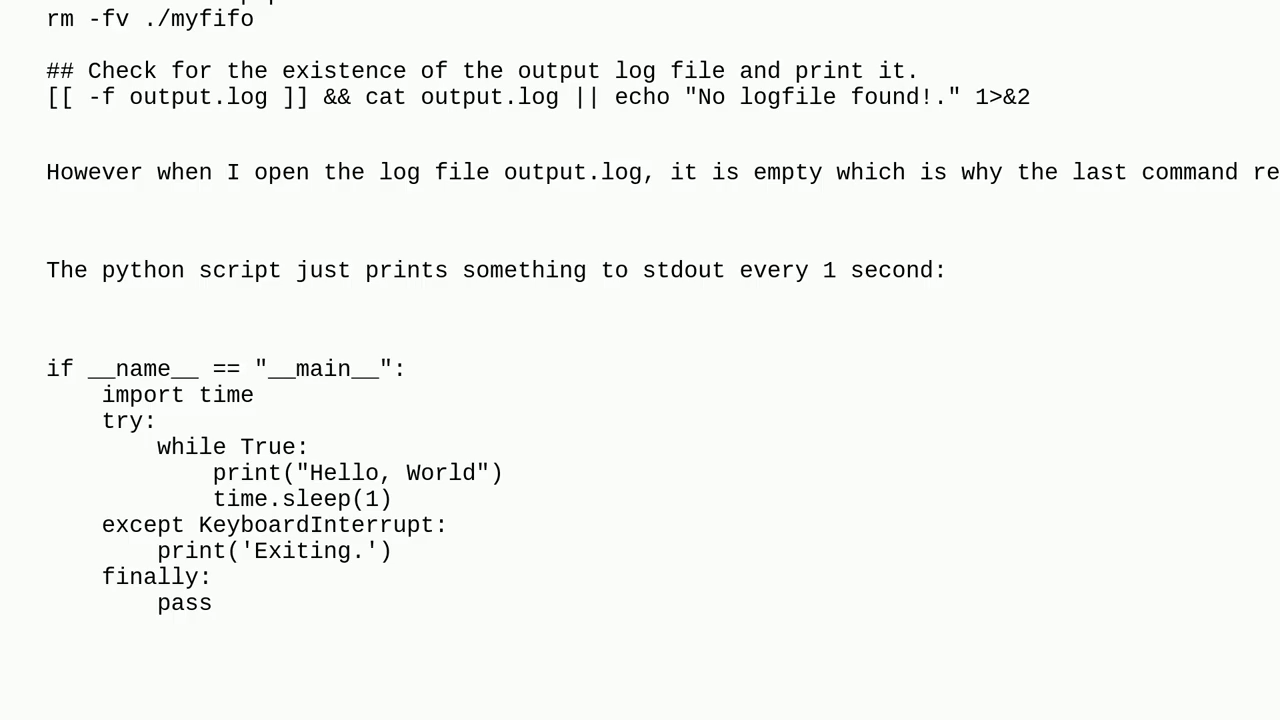 rm -fv ./myfifo
## Check for the existence of the output log file and print it.
[[ -f output.log ]] && cat output.log || echo "No logfile found!." 1>&2
However when I open the log file output.log, it is empty which is why the last command re
The python script just prints something to stdout every 1 second:
if __name__ == "__main__":
    import time
    try:
        while True:
            print("Hello, World")
            time.sleep(1)
    except KeyboardInterrupt:
        print('Exiting.')
    finally:
        pass